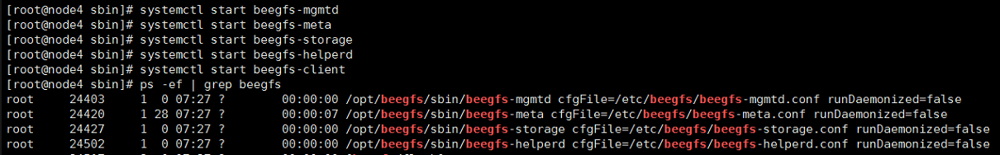 [root@node4 sbin]# systemctl start beegfs-mgmtd
[root@node4 sbin]# systemctl start beegfs-meta
[root@node4 sbin]# systemctl start beegfs-storage
[root@node4 sbin]# systemctl start beegfs-helperd
[root@node4 sbin]# systemctl start beegfs-client
[root@node4 sbin]# ps -ef | grep beegfs
root 24403 1 0 07:27 ? 00:00:00 /opt/beegfs/sbin/beegfs-mgmtd cfgFile=/etc/beegfs/beegfs-mgmtd.conf runDaemonized=false
root 24420 1 28 07:27 ? 00:00:07 /opt/beegfs/sbin/beegfs-meta cfgFile=/etc/beegfs/beegfs-meta.conf runDaemonized=false
root 24427 1 0 07:27 ? 00:00:00 /opt/beegfs/sbin/beegfs-storage cfgFile=/etc/beegfs/beegfs-storage.conf runDaemonized=false
root 24502 1 0 07:27 ? 00:00:00 /opt/beegfs/sbin/beegfs-helperd cfgFile=/etc/beegfs/beegfs-helperd.conf runDaemonized=false